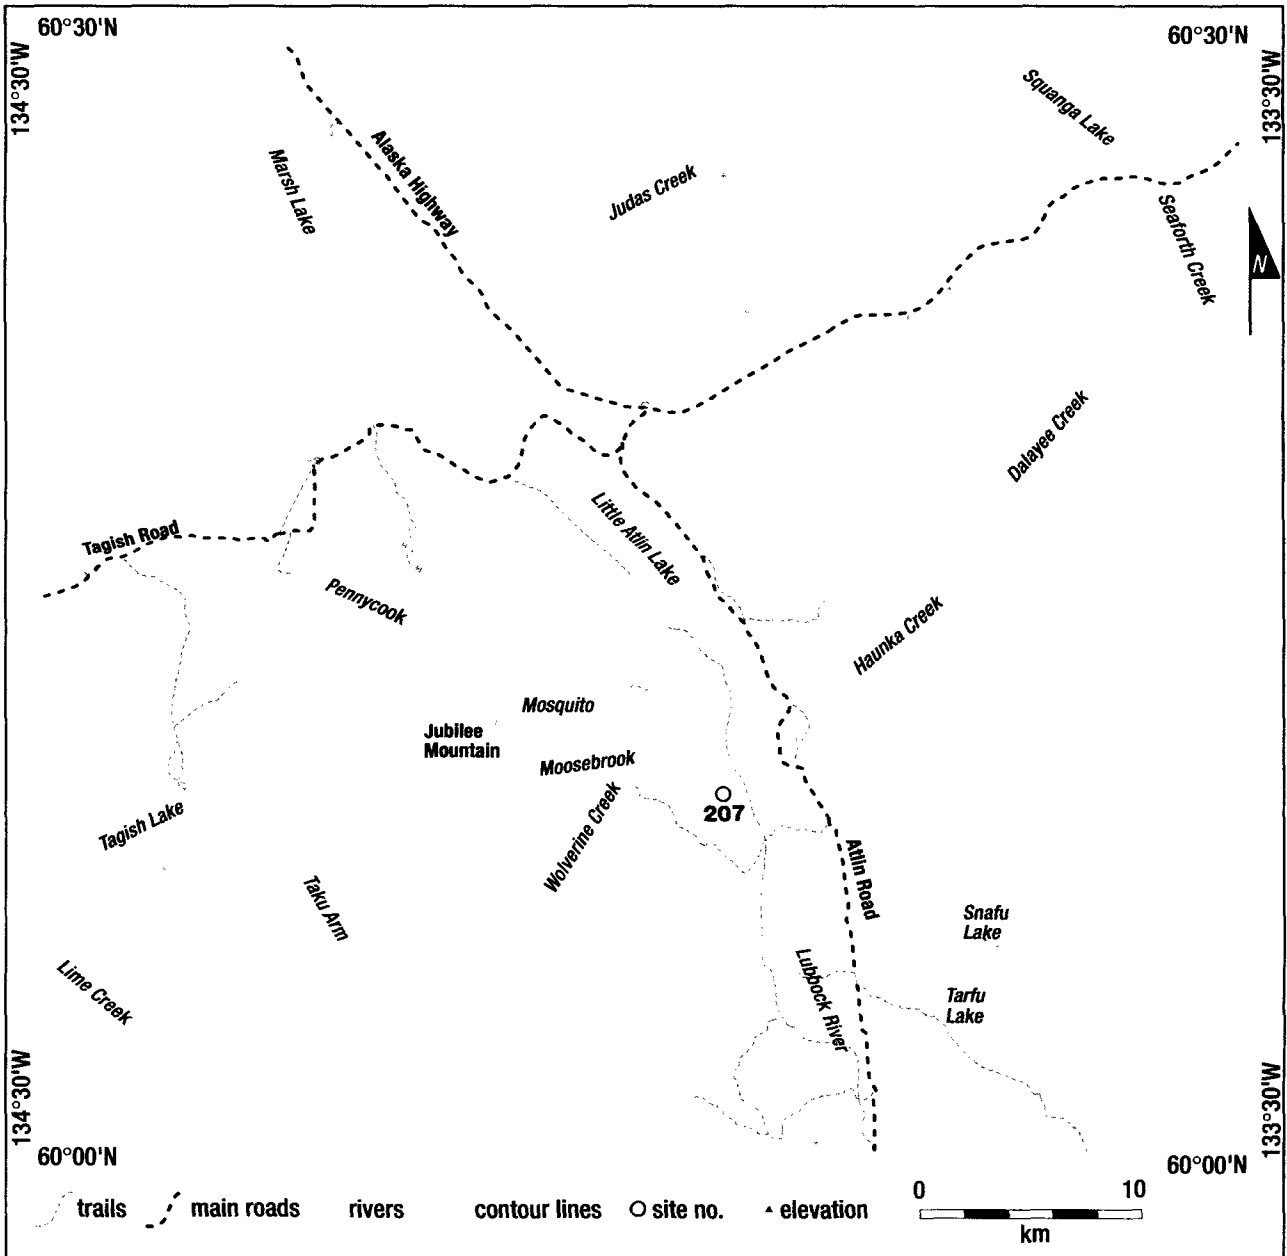 60°30'N
60°30'N
134°30'W
133°30'W
Squanga Lake
Alaska Highway
Marsh Lake
Judas Creek
Seaforth Creek
N
Dalayee Creek
Little Atlin Lake
Tagish Road
Pennycook
Haunka Creek
Mosquito
Jubilee
Mountain
Moosebrook
207
Wolverine Creek
Tagish Lake
Atlin Road
Taku Arm
Snafu
Lake
Lubbock River
Lime Creek
Tarfu
Lake
134°30'W
133°30'W
60°00'N
60°00'N
trails
main roads
rivers
contour lines
site no.
elevation
0 10
km